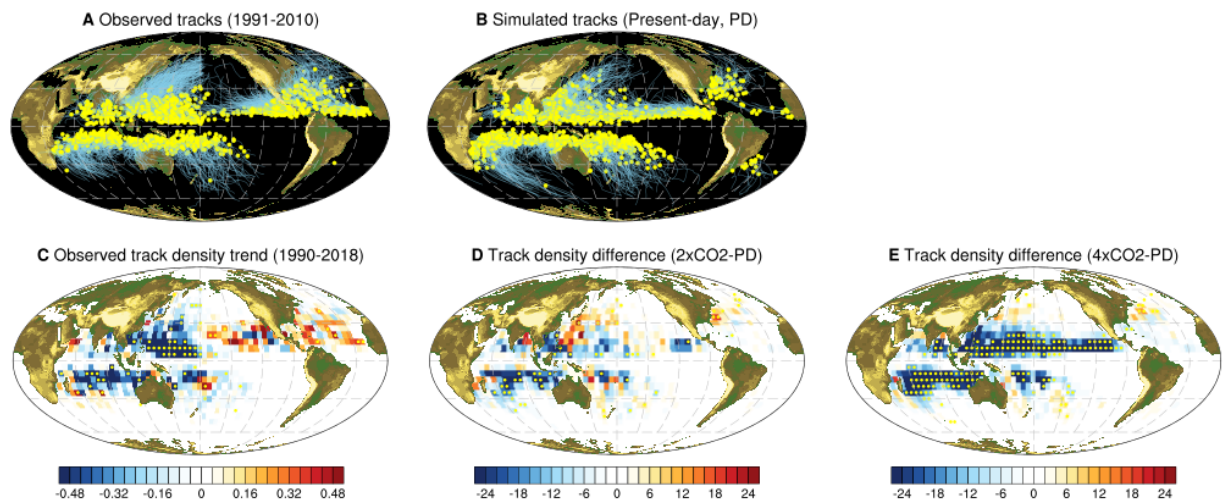 A Observed tracks (1991-2010)
B Simulated tracks (Present-day, PD)
C Observed track density trend (1990-2018)
D Track density difference (2xCO2-PD)
E Track density difference (4xCO2-PD)
-0.48 -0.32 -0.16 0 0.16 0.32 0.48
-24 -18 -12 -6 0 6 12 18 24
-24 -18 -12 -6 0 6 12 18 24